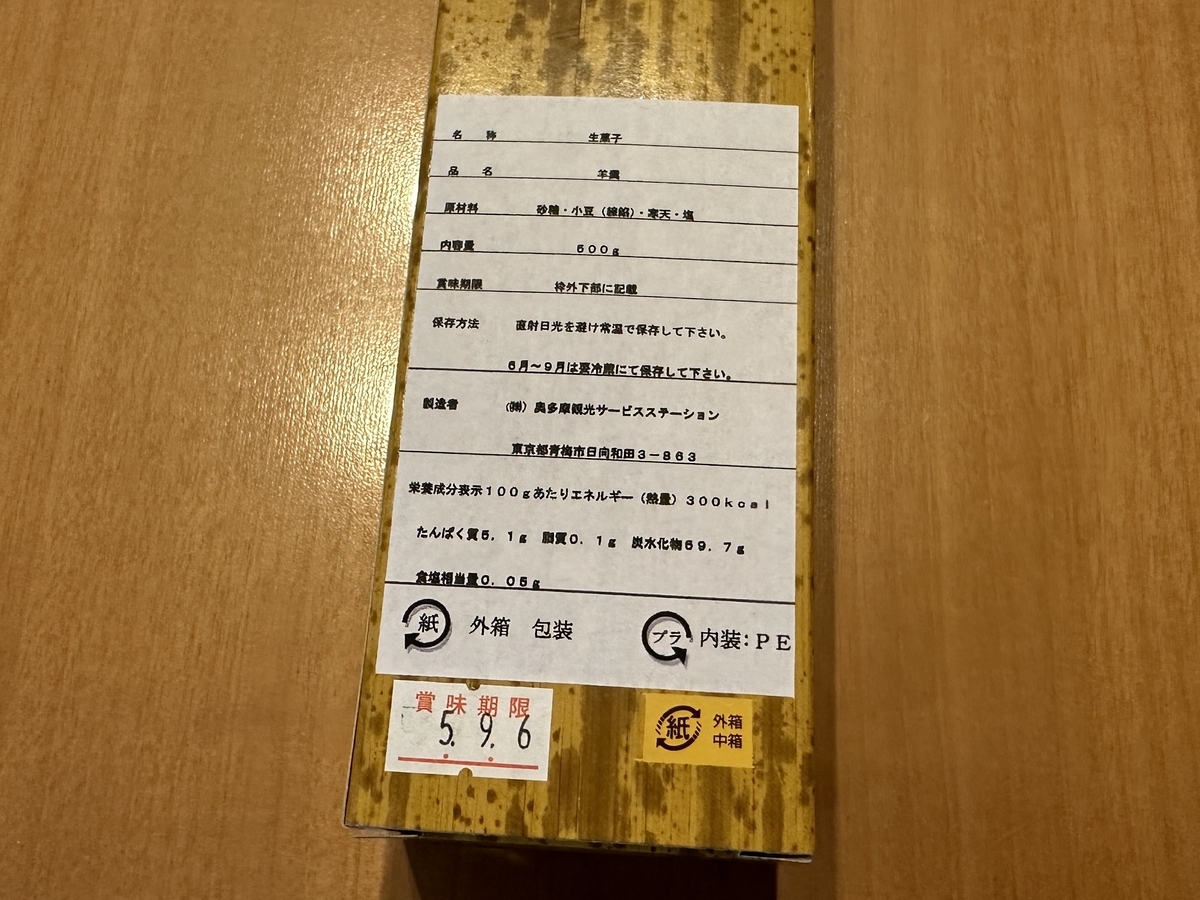 名 称 生菓子
品 名 羊羹
原材料 砂糖・小豆（練餡）・寒天・塩
内容量 500g
賞味期限 枠外下部に記載
保存方法 直射日光を避け常温で保存して下さい。
6月～9月は要冷蔵にて保存して下さい。
製造者 ㈱ 奥多摩観光サービスステーション
東京都青梅市日向和田3－863
栄養成分表示100gあたりエネルギー（熱量）300kcal
たんぱく質5.1g 脂質0.1g 炭水化物69.7g
食塩相当量0.05g
紙 外箱 包装 プラ 内装：PE
賞味期限
5. 9. 6
紙 外箱
中箱